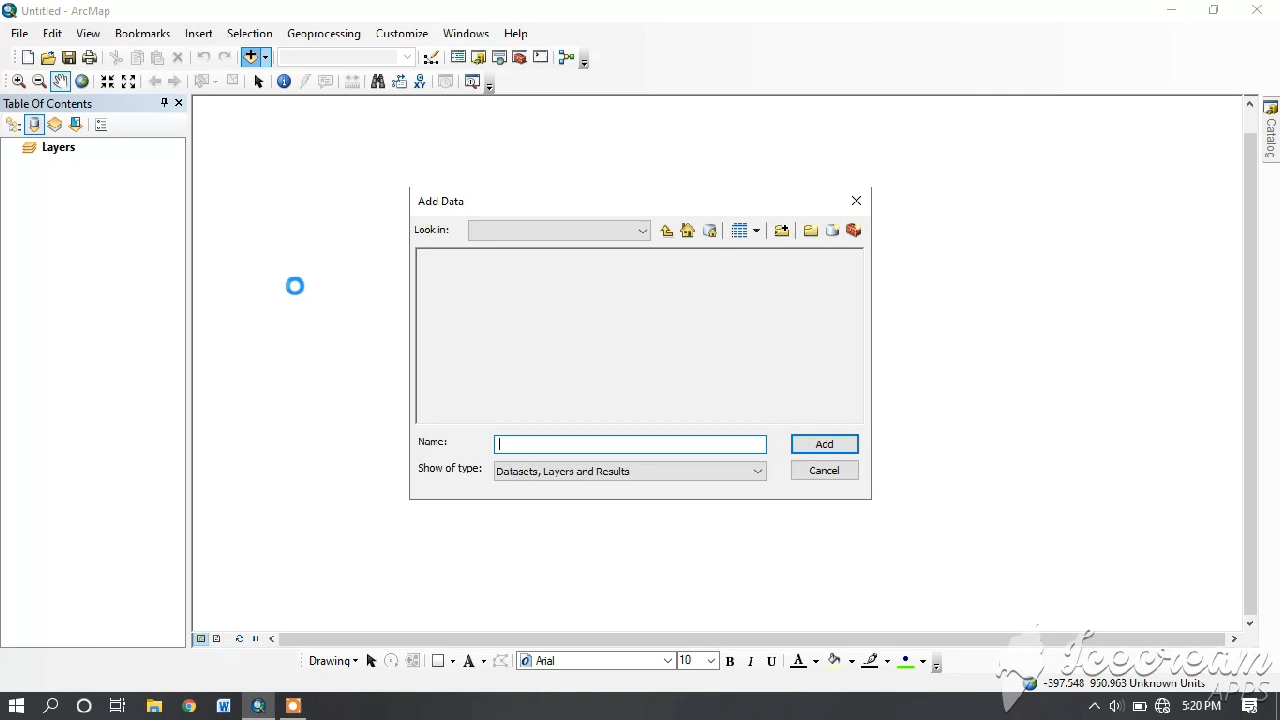 Untitled - ArcMap
File Edit View Bookmarks Insert Selection Geoprocessing Customize Windows Help
Table Of Contents
Layers
Catalog
Add Data
Look in:
Name:
Add
Show of type:
Datasets, Layers and Results
Cancel
Drawing
A
Arial
10
B I U A
-397.548 950.963 Unknown Units
Icecream
APPS
5:20 PM